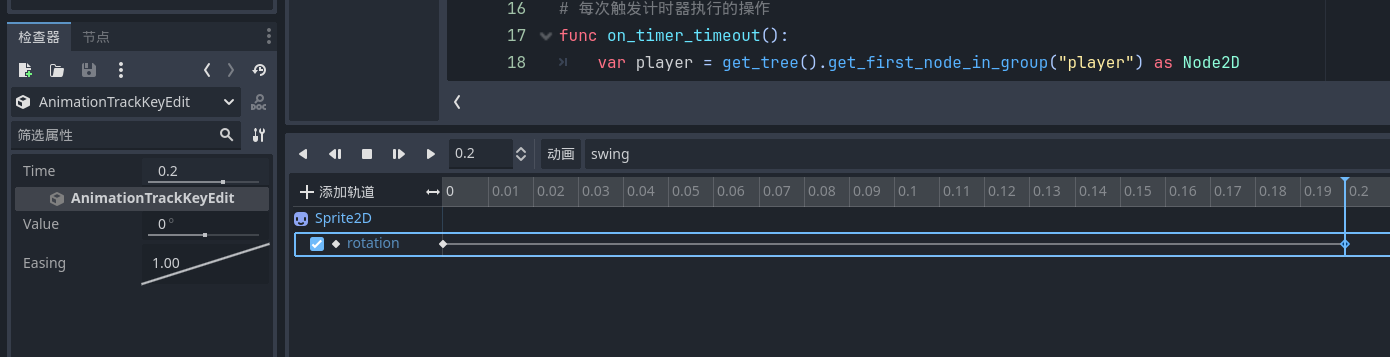 16 # 每次触发计时器执行的操作
17 func on_timer_timeout():
18 var player = get_tree().get_first_node_in_group("player") as Node2D
检查器 节点
AnimationTrackKeyEdit DOC
筛选属性
Time 0.2
AnimationTrackKeyEdit
Value 0°
Easing 1.00
0.2 动画 swing
添加轨道 0 0.01 0.02 0.03 0.04 0.05 0.06 0.07 0.08 0.09 0.1 0.11 0.12 0.13 0.14 0.15 0.16 0.17 0.18 0.19 0.2
Sprite2D
rotation